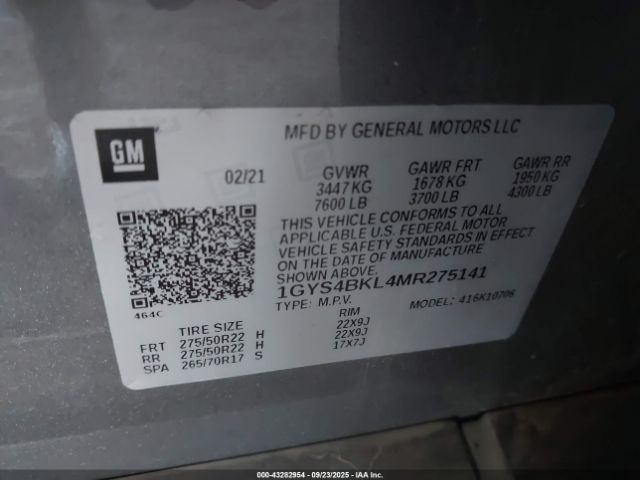 GM
MFD BY GENERAL MOTORS LLC
02/21
GVWR
3447 KG
7600 LB
GAWR FRT
1678 KG
3700 LB
GAWR RR
1950 KG
4300 LB
THIS VEHICLE CONFORMS TO ALL
APPLICABLE U.S. FEDERAL MOTOR
VEHICLE SAFETY STANDARDS IN EFFECT
ON THE DATE OF MANUFACTURE
SHOWN ABOVE.
1GYS4BKL4MR275141
TYPE: M.P.V.
MODEL: 416K10706
464C
TIRE SIZE RIM
FRT 275/50R22 H 22X9J
RR 275/50R22 H 22X9J
SPA 265/70R17 S 17X7J
000-43282954 - 09/23/2025 - IAAI.COM